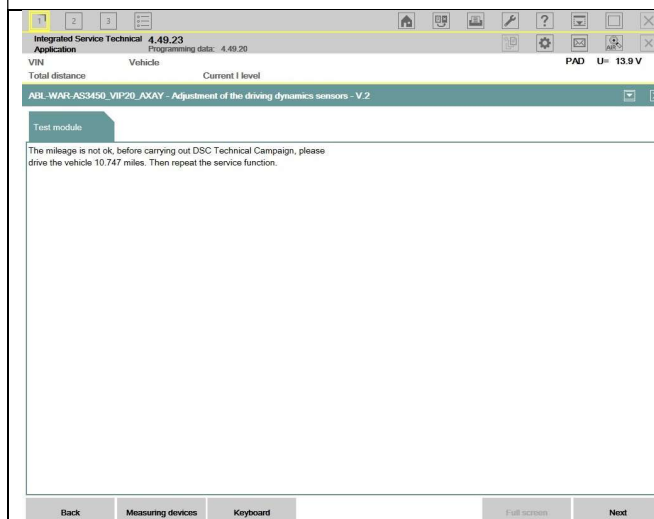 1 2 3 ?
Integrated Service Technical 4.49.23
Application Programming data: 4.49.20
AIR
VIN Vehicle PAD U= 13.9 V
Total distance Current I level
ABL-WAR-AS3450_VIP20_AXAY - Adjustment of the driving dynamics sensors - V.2
Test module
The mileage is not ok, before carrying out DSC Technical Campaign, please
drive the vehicle 10.747 miles. Then repeat the service function.
Back Measuring devices Keyboard Full screen Next